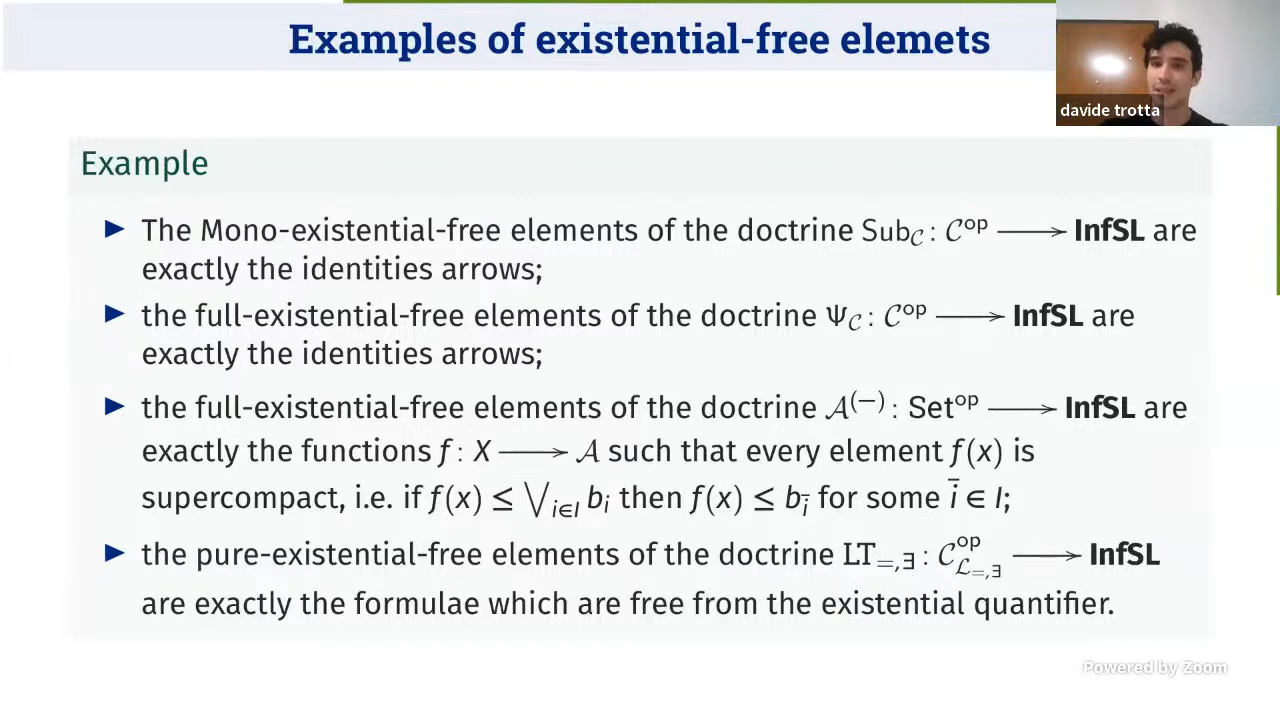 Examples of existential-free elemets
davide trotta
Example
▶ The Mono-existential-free elements of the doctrine Sub_𝒞 : 𝒞^op ⟶ InfSL are
exactly the identities arrows;
▶ the full-existential-free elements of the doctrine Ψ_𝒞 : 𝒞^op ⟶ InfSL are
exactly the identities arrows;
▶ the full-existential-free elements of the doctrine 𝒜^(−) : Set^op ⟶ InfSL are
exactly the functions f : X ⟶ 𝒜 such that every element f(x) is
supercompact, i.e. if f(x) ≤ ⋁_{i∈I} b_i then f(x) ≤ b_{ī} for some ī ∈ I;
▶ the pure-existential-free elements of the doctrine LT_{=,∃} : 𝒞^op_{ℒ_{=,∃}} ⟶ InfSL
are exactly the formulae which are free from the existential quantifier.
Powered by Zoom